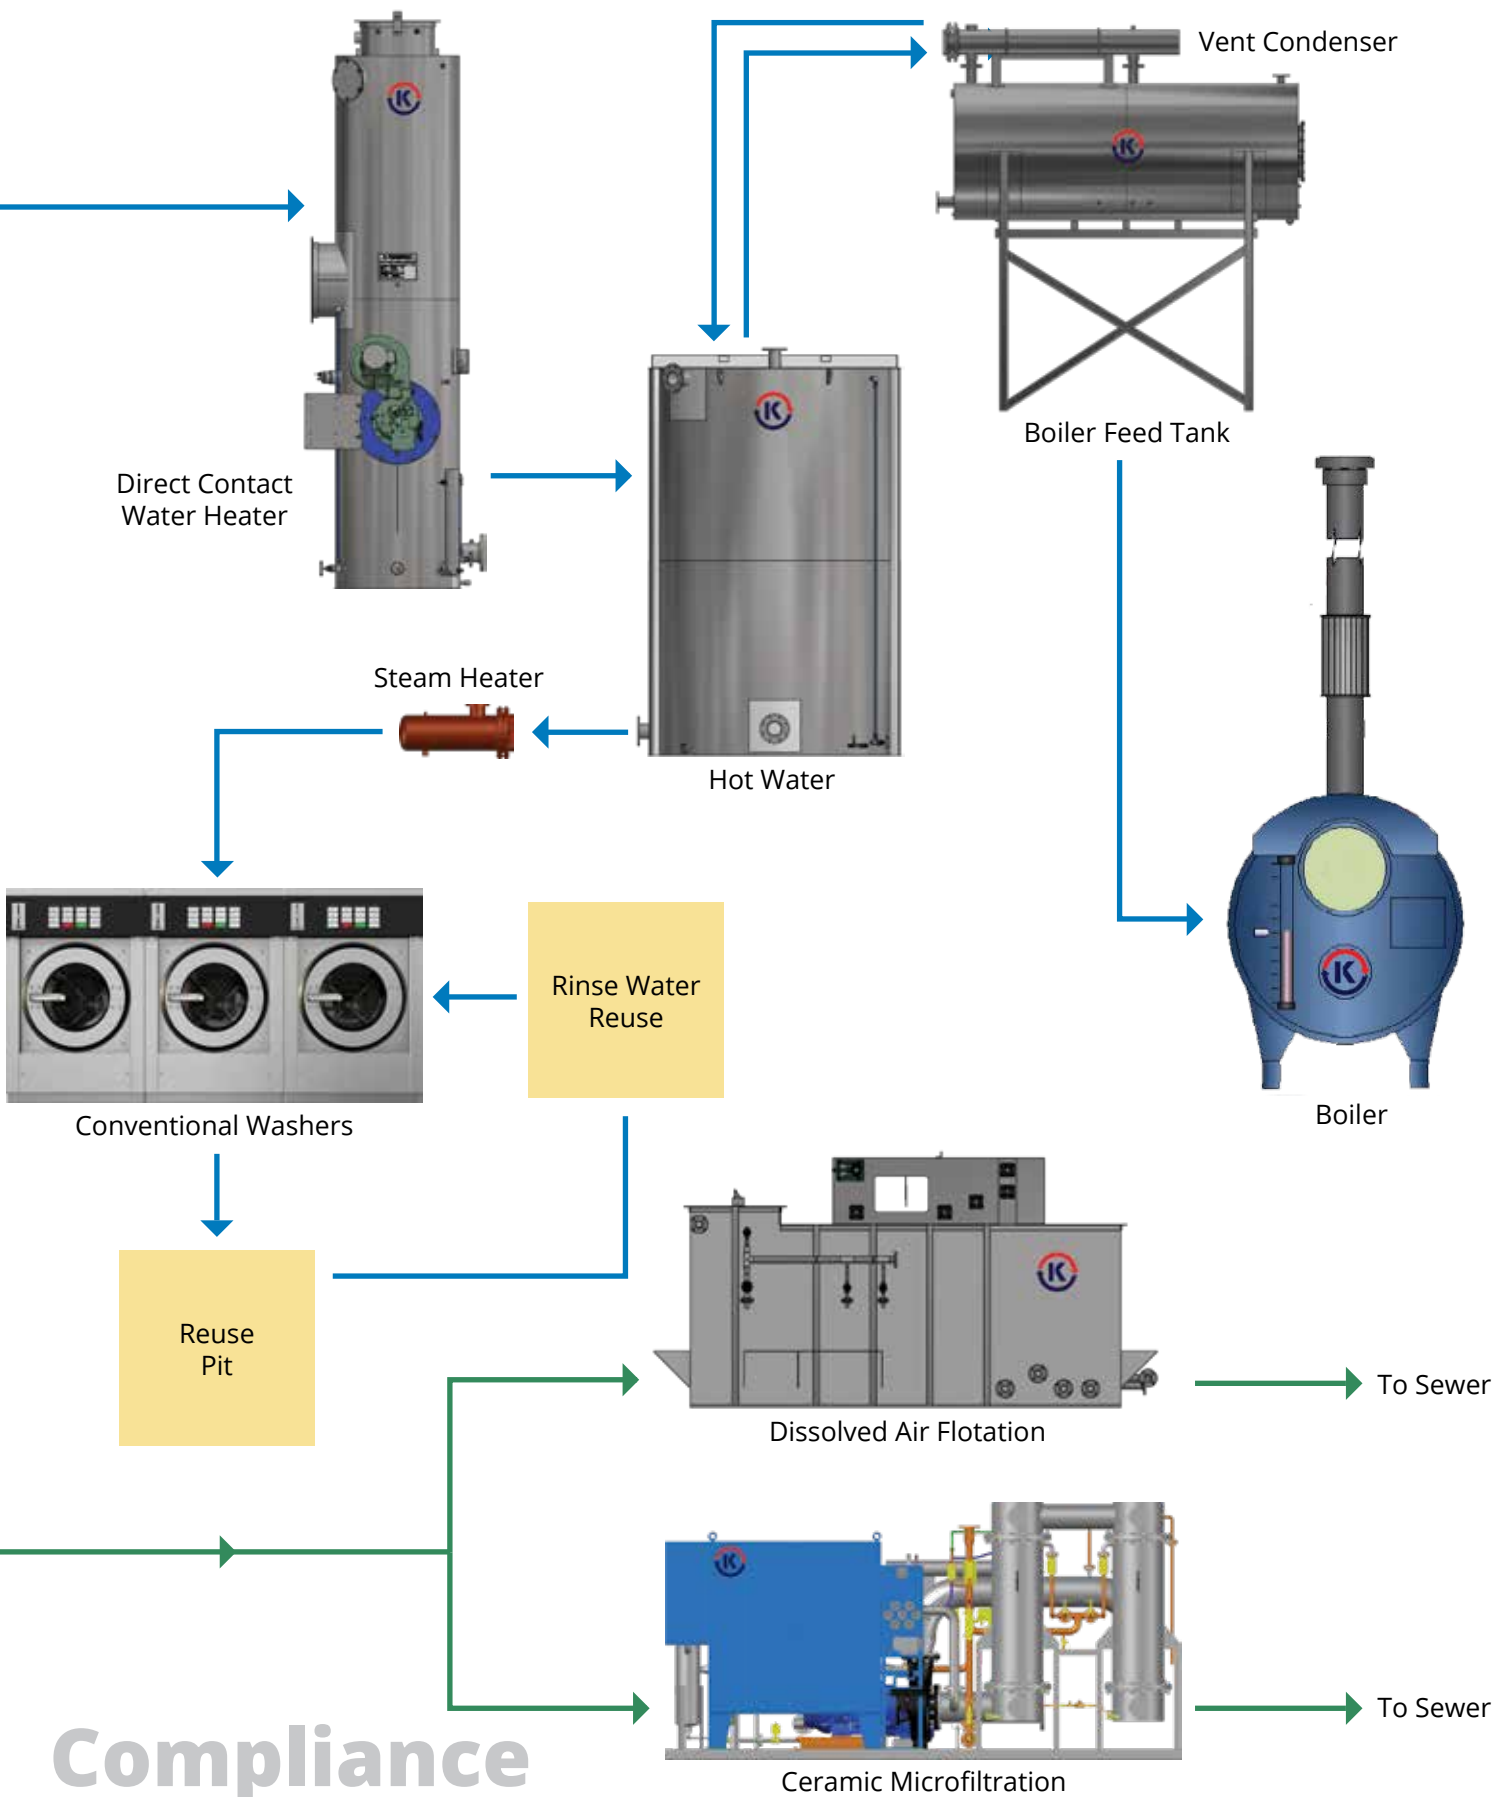 Vent Condenser
Boiler Feed Tank
Direct Contact
Water Heater
Steam Heater
Hot Water
Rinse Water
Reuse
Conventional Washers
Boiler
Reuse
Pit
To Sewer
Dissolved Air Flotation
To Sewer
Compliance
Ceramic Microfiltration
K
K
K
K
K
K